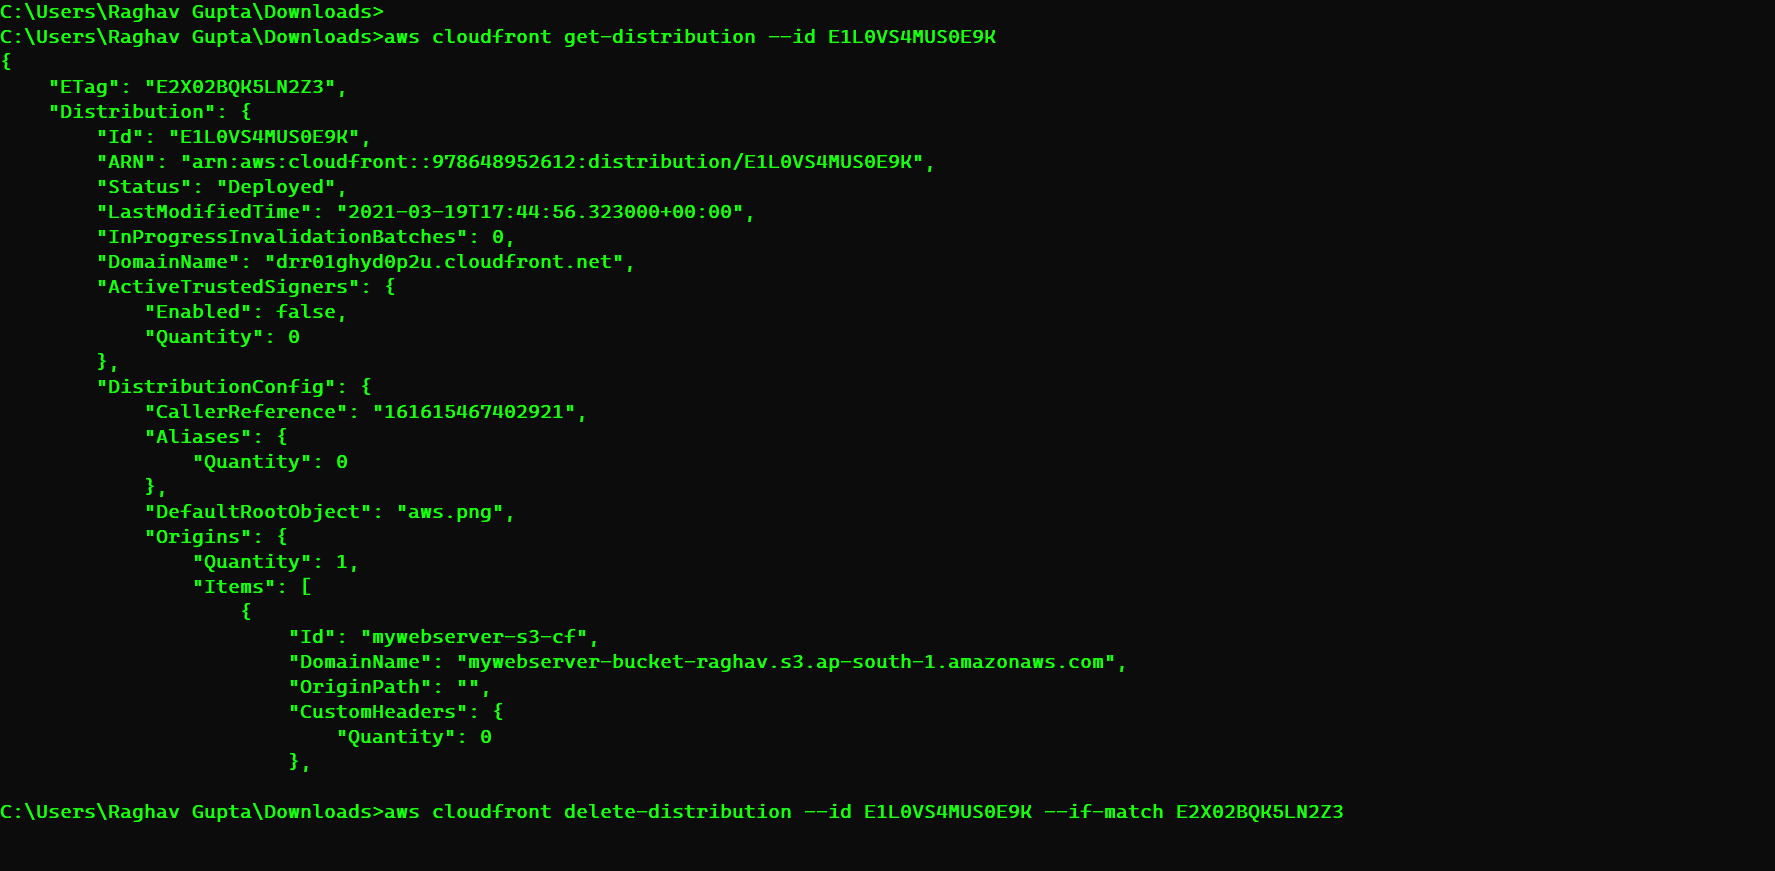 C:\Users\Raghav Gupta\Downloads>
C:\Users\Raghav Gupta\Downloads>aws cloudfront get-distribution --id E1L0VS4MUS0E9K
{
    "ETag": "E2X02BQK5LN2Z3",
    "Distribution": {
        "Id": "E1L0VS4MUS0E9K",
        "ARN": "arn:aws:cloudfront::978648952612:distribution/E1L0VS4MUS0E9K",
        "Status": "Deployed",
        "LastModifiedTime": "2021-03-19T17:44:56.323000+00:00",
        "InProgressInvalidationBatches": 0,
        "DomainName": "drr01ghyd0p2u.cloudfront.net",
        "ActiveTrustedSigners": {
            "Enabled": false,
            "Quantity": 0
        },
        "DistributionConfig": {
            "CallerReference": "161615467402921",
            "Aliases": {
                "Quantity": 0
            },
            "DefaultRootObject": "aws.png",
            "Origins": {
                "Quantity": 1,
                "Items": [
                    {
                        "Id": "mywebserver-s3-cf",
                        "DomainName": "mywebserver-bucket-raghav.s3.ap-south-1.amazonaws.com",
                        "OriginPath": "",
                        "CustomHeaders": {
                            "Quantity": 0
                        },
C:\Users\Raghav Gupta\Downloads>aws cloudfront delete-distribution --id E1L0VS4MUS0E9K --if-match E2X02BQK5LN2Z3